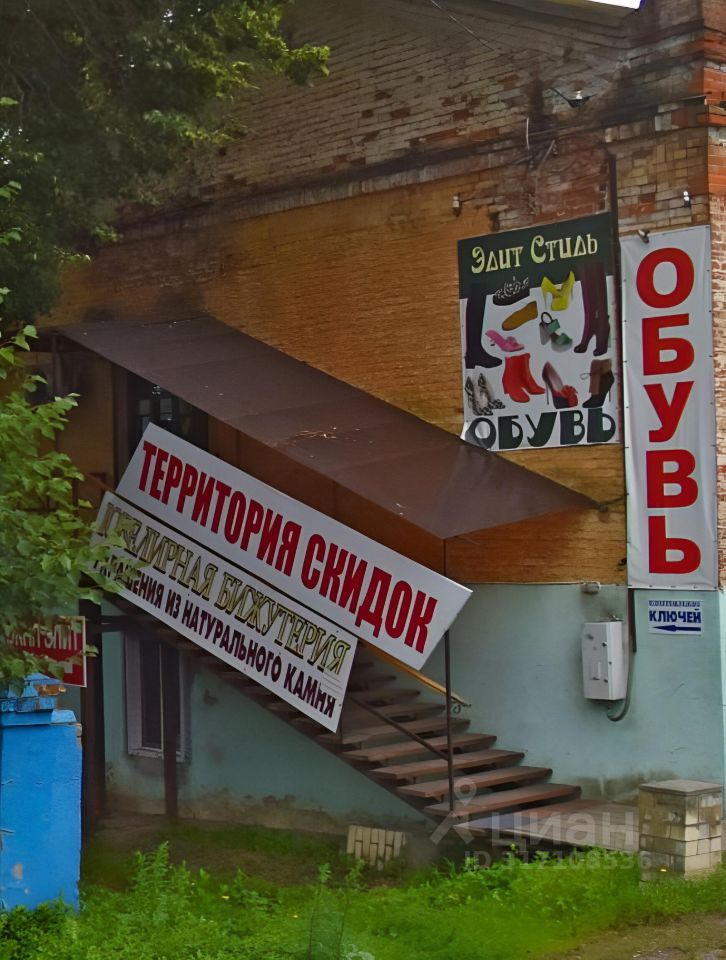 Элит Стиль
ОБУВЬ
ОБУВЬ
ТЕРРИТОРИЯ СКИДОК
ЮВЕЛИРНАЯ БИЖУТЕРИЯ
УКРАШЕНИЯ ИЗ НАТУРАЛЬНОГО КАМНЯ
КЛЮЧЕЙ
циан